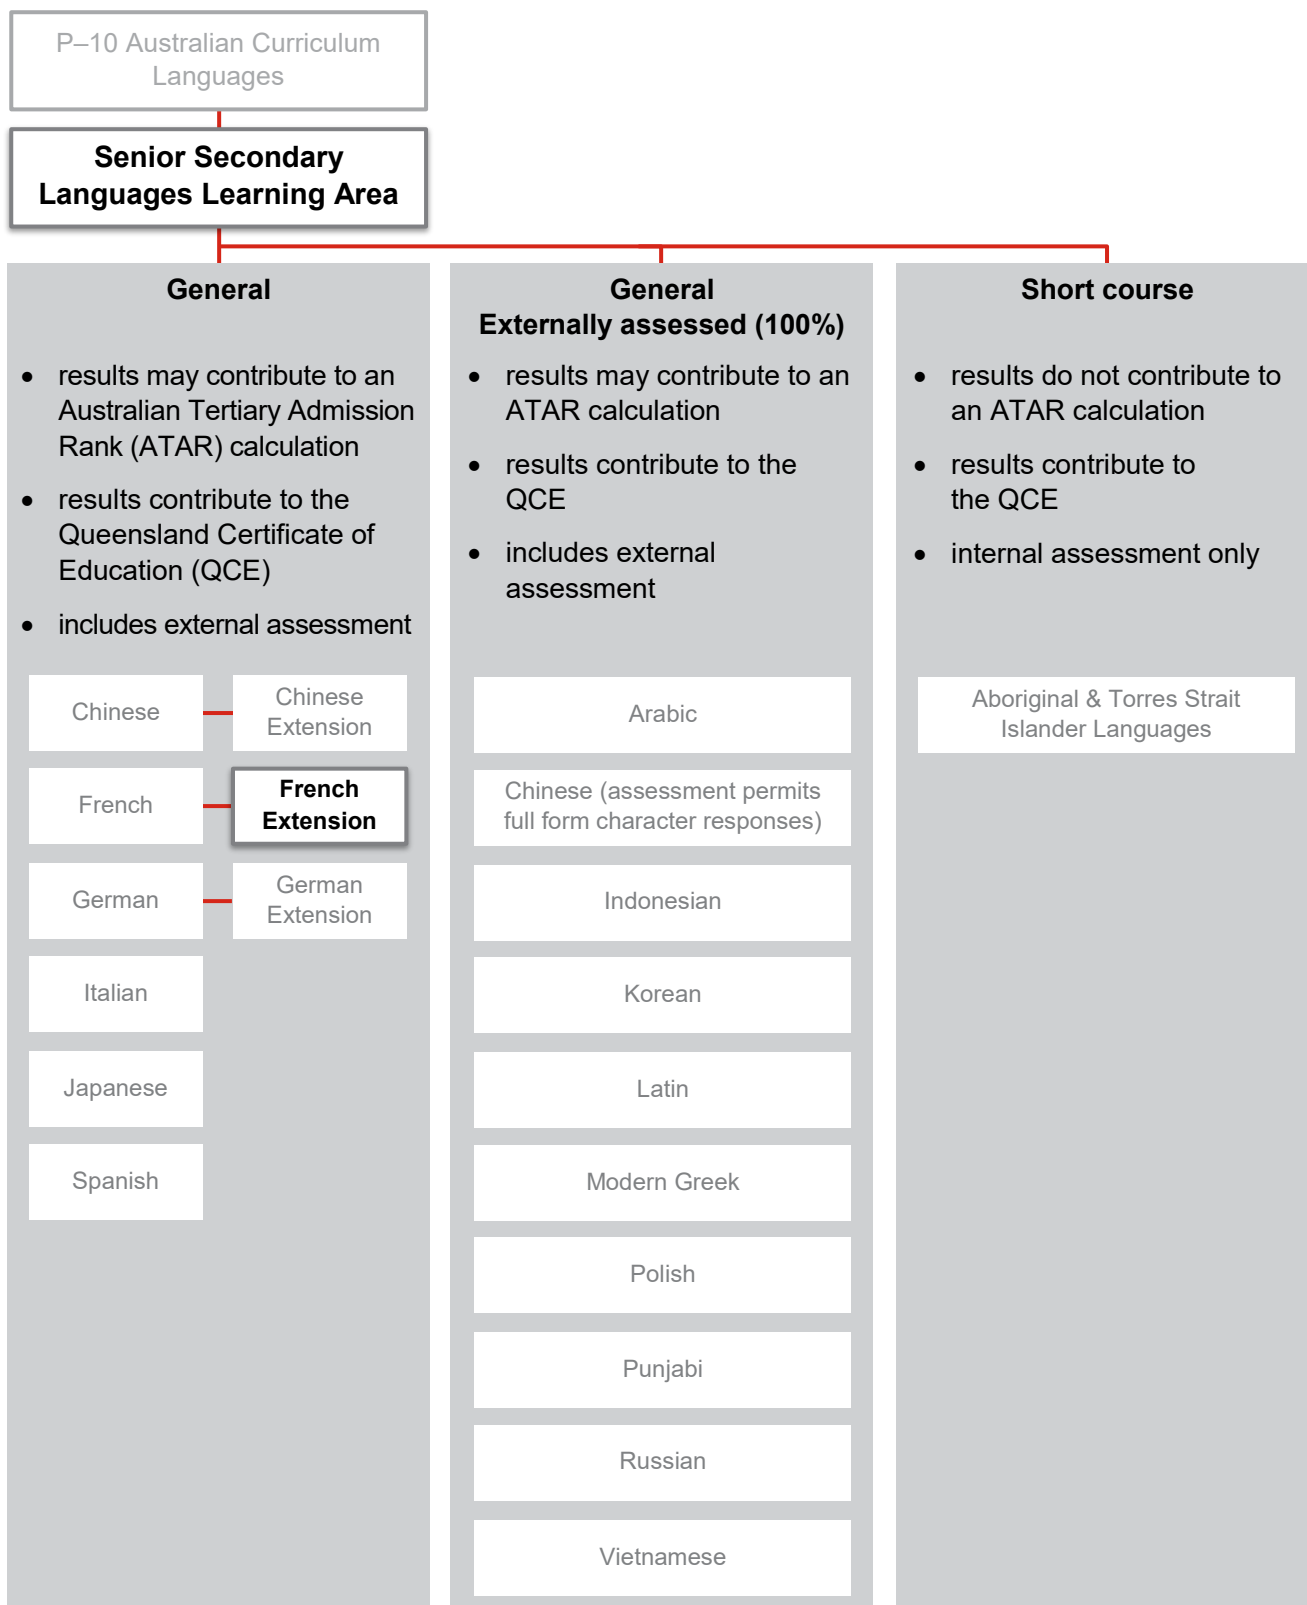 P–10 Australian Curriculum
Languages
Senior Secondary
Languages Learning Area
General
• results may contribute to an
Australian Tertiary Admission
Rank (ATAR) calculation
• results contribute to the
Queensland Certificate of
Education (QCE)
• includes external assessment
Chinese
Chinese
Extension
French
French
Extension
German
German
Extension
Italian
Japanese
Spanish
General
Externally assessed (100%)
• results may contribute to an
ATAR calculation
• results contribute to the
QCE
• includes external
assessment
Arabic
Chinese (assessment permits
full form character responses)
Indonesian
Korean
Latin
Modern Greek
Polish
Punjabi
Russian
Vietnamese
Short course
• results do not contribute to
an ATAR calculation
• results contribute to
the QCE
• internal assessment only
Aboriginal & Torres Strait
Islander Languages